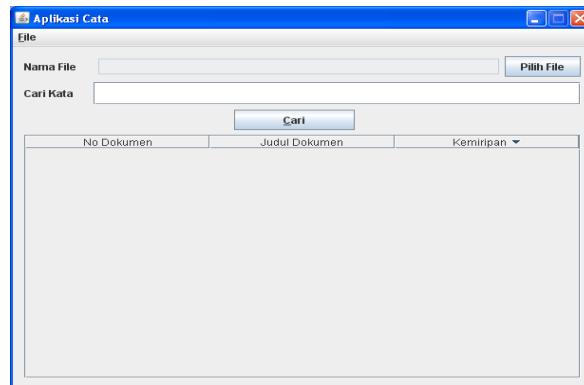 Aplikasi Cata
File
Nama File Pilih File
Cari Kata
Cari
No Dokumen Judul Dokumen Kemiripan